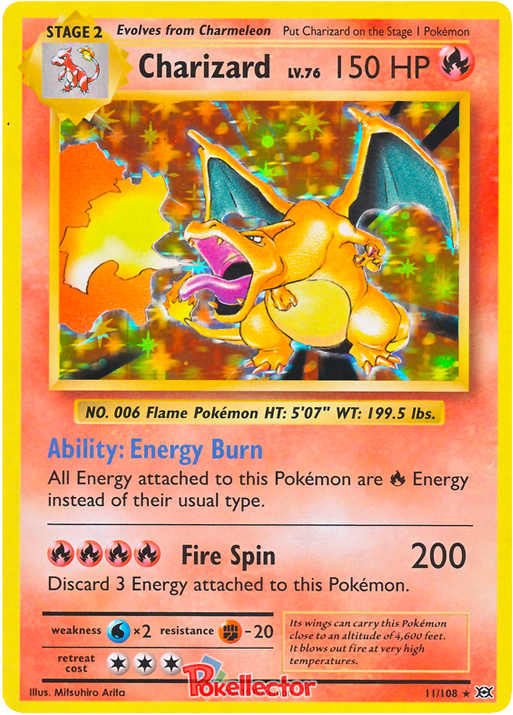 STAGE 2 Evolves from Charmeleon Put Charizard on the Stage 1 Pokémon
Charizard LV.76 150 HP
NO. 006 Flame Pokémon HT: 5'07" WT: 199.5 lbs.
Ability: Energy Burn
All Energy attached to this Pokémon are Energy
instead of their usual type.
Fire Spin 200
Discard 3 Energy attached to this Pokémon.
weakness ×2 resistance -20
retreat
cost
Its wings can carry this Pokémon
close to an altitude of 4,600 feet.
It blows out fire at very high
temperatures.
Illus. Mitsuhiro Arita
Pokellector
11/108 ★